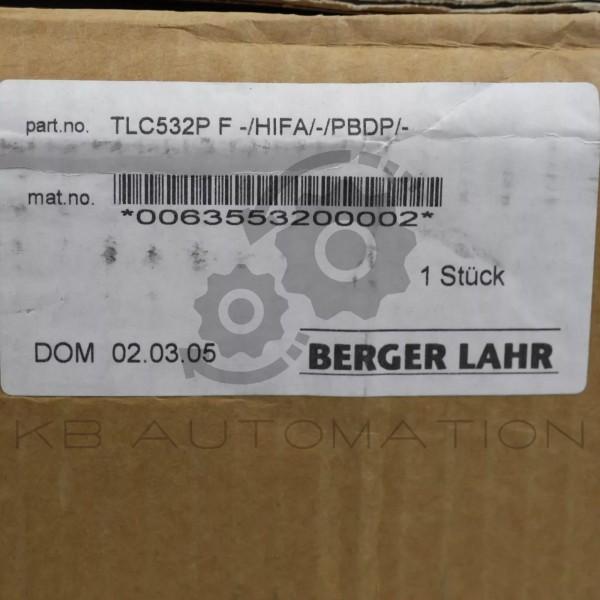 part.no. TLC532P F -/HIFA/-/PBDP/-
mat.no.
*0063553200002*
1 Stück
DOM 02.03.05 BERGER LAHR
KB AUTOMATION